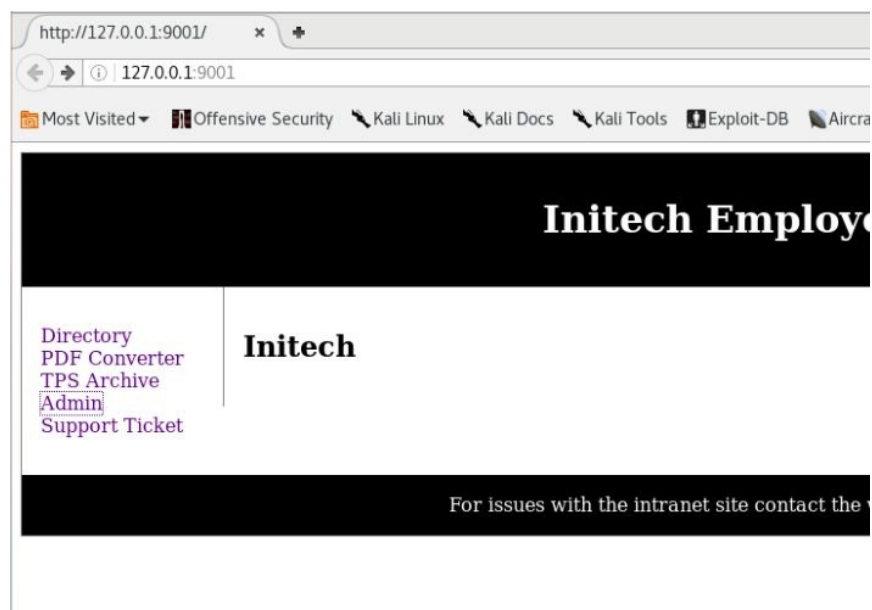 http://127.0.0.1:9001/
127.0.0.1:9001
Most Visited Offensive Security Kali Linux Kali Docs Kali Tools Exploit-DB
Initech
Directory
PDF Converter
TPS Archive
Admin
Support Ticket
Initech
For issues with the intranet site contact the